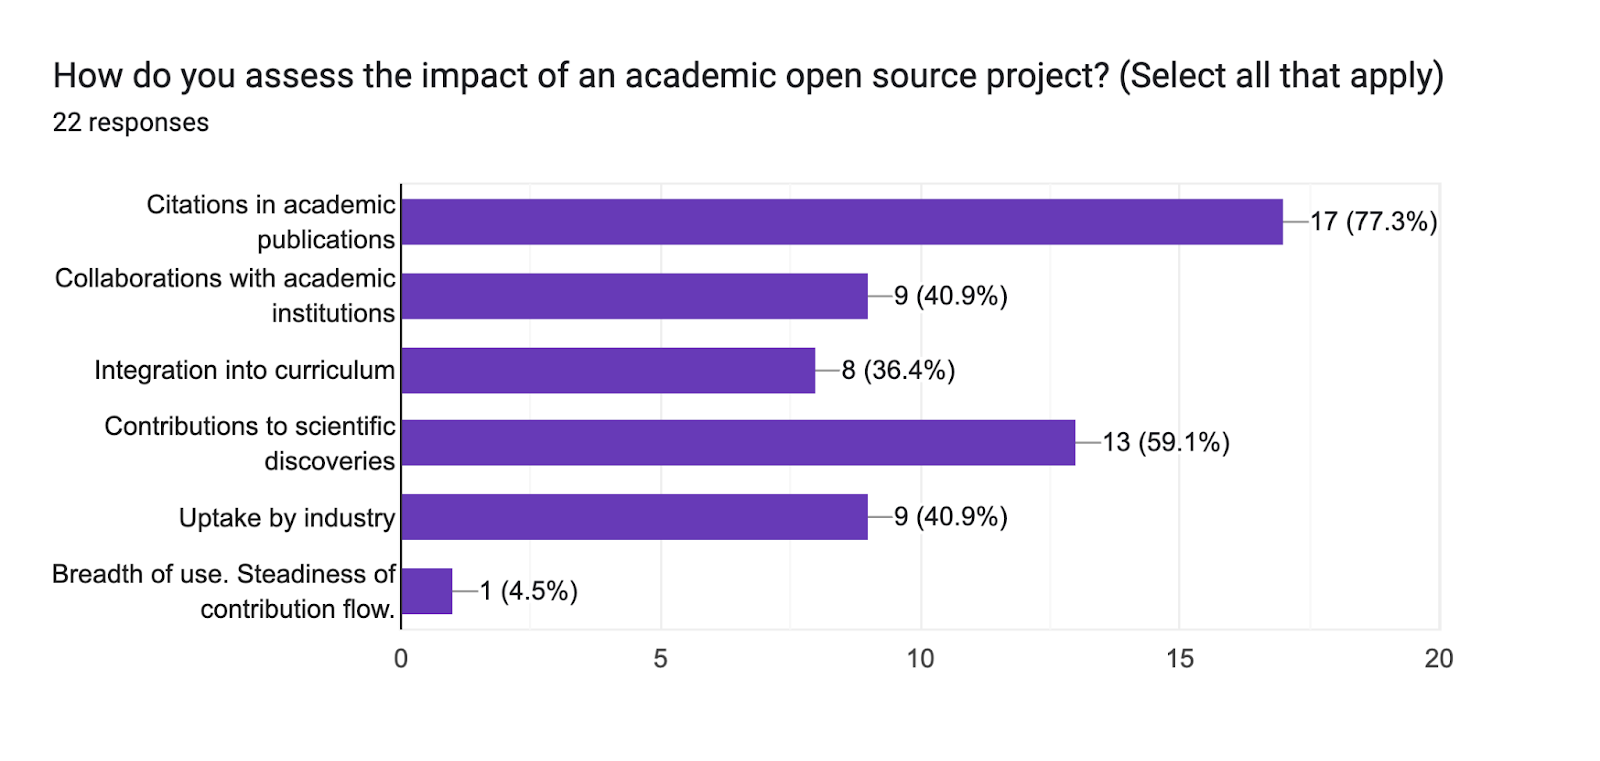 How do you assess the impact of an academic open source project? (Select all that apply)
22 responses
Citations in academic
publications
17 (77.3%)
Collaborations with academic
institutions
9 (40.9%)
Integration into curriculum
8 (36.4%)
Contributions to scientific
discoveries
13 (59.1%)
Uptake by industry
9 (40.9%)
Breadth of use. Steadiness of
contribution flow.
1 (4.5%)
0 5 10 15 20